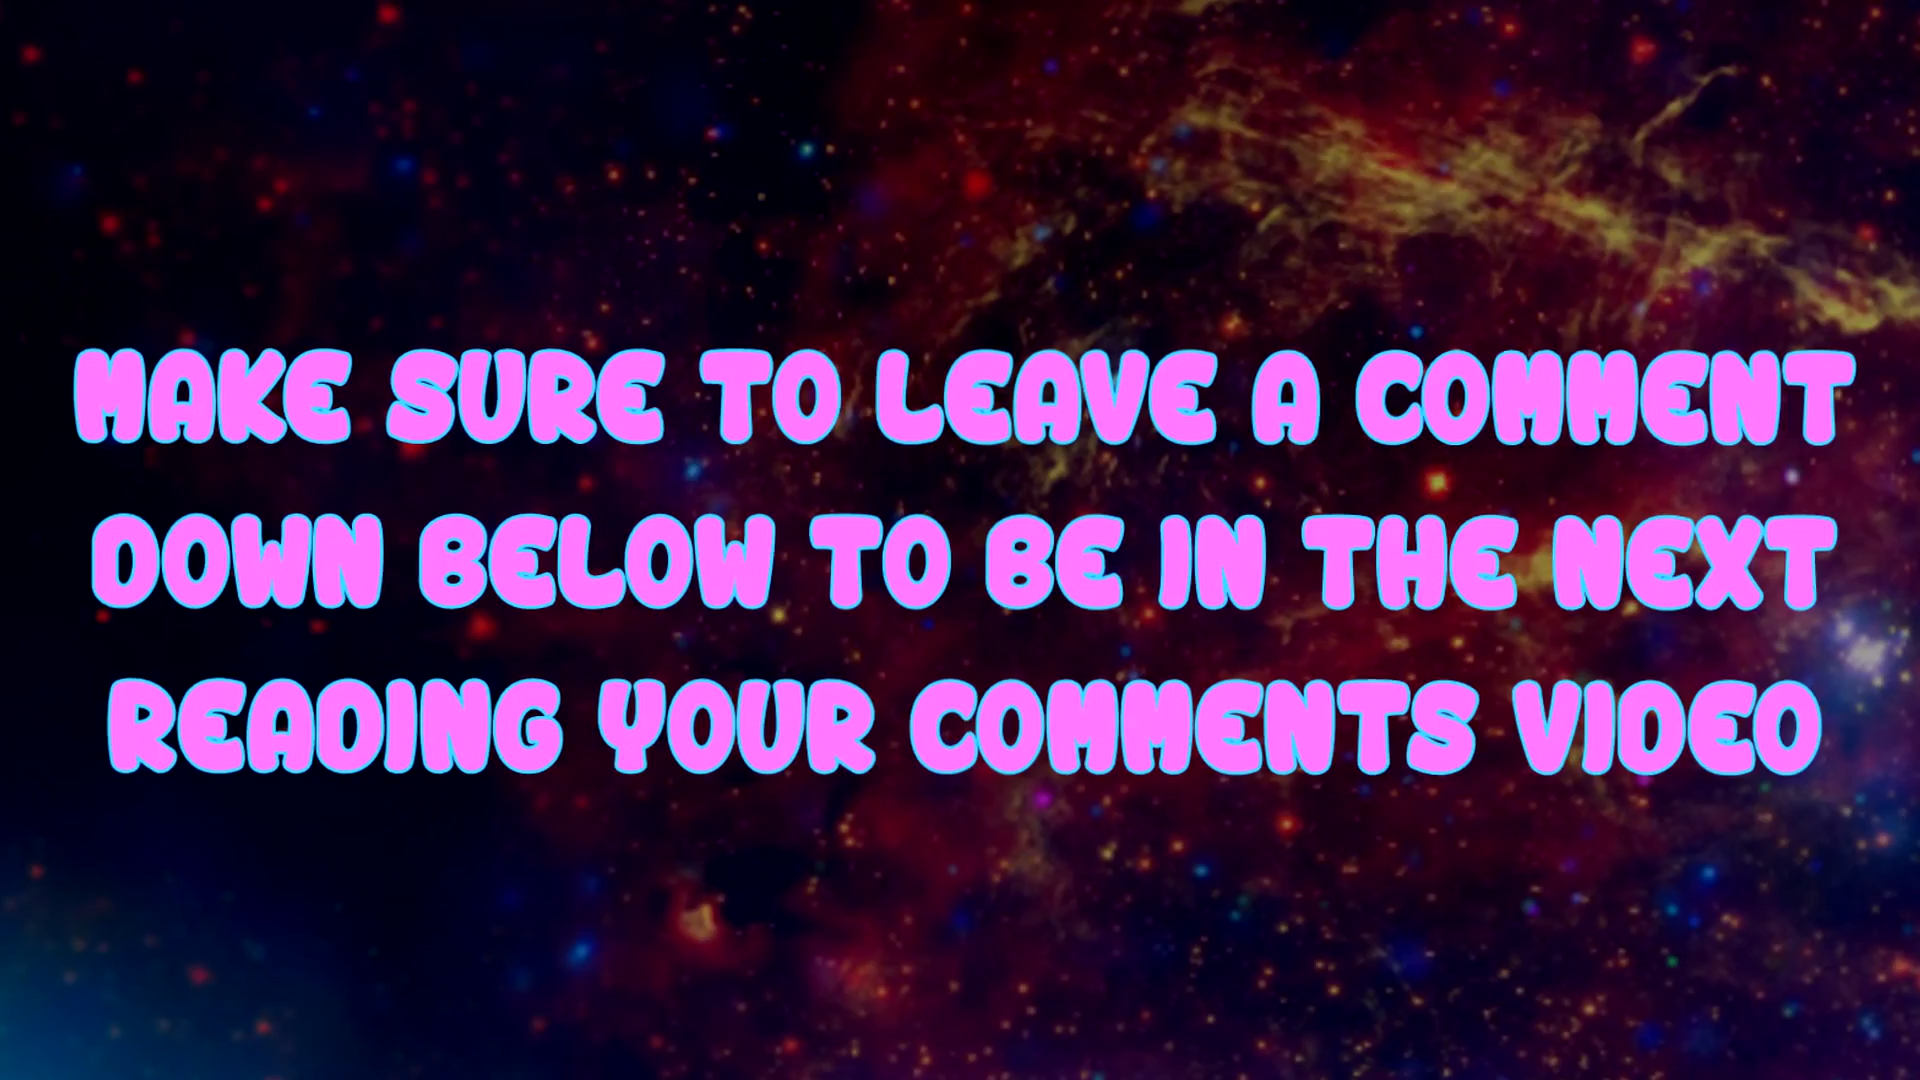 MAKE SURE TO LEAVE A COMMENT
DOWN BELOW TO BE IN THE NEXT
READING YOUR COMMENTS VIDEO